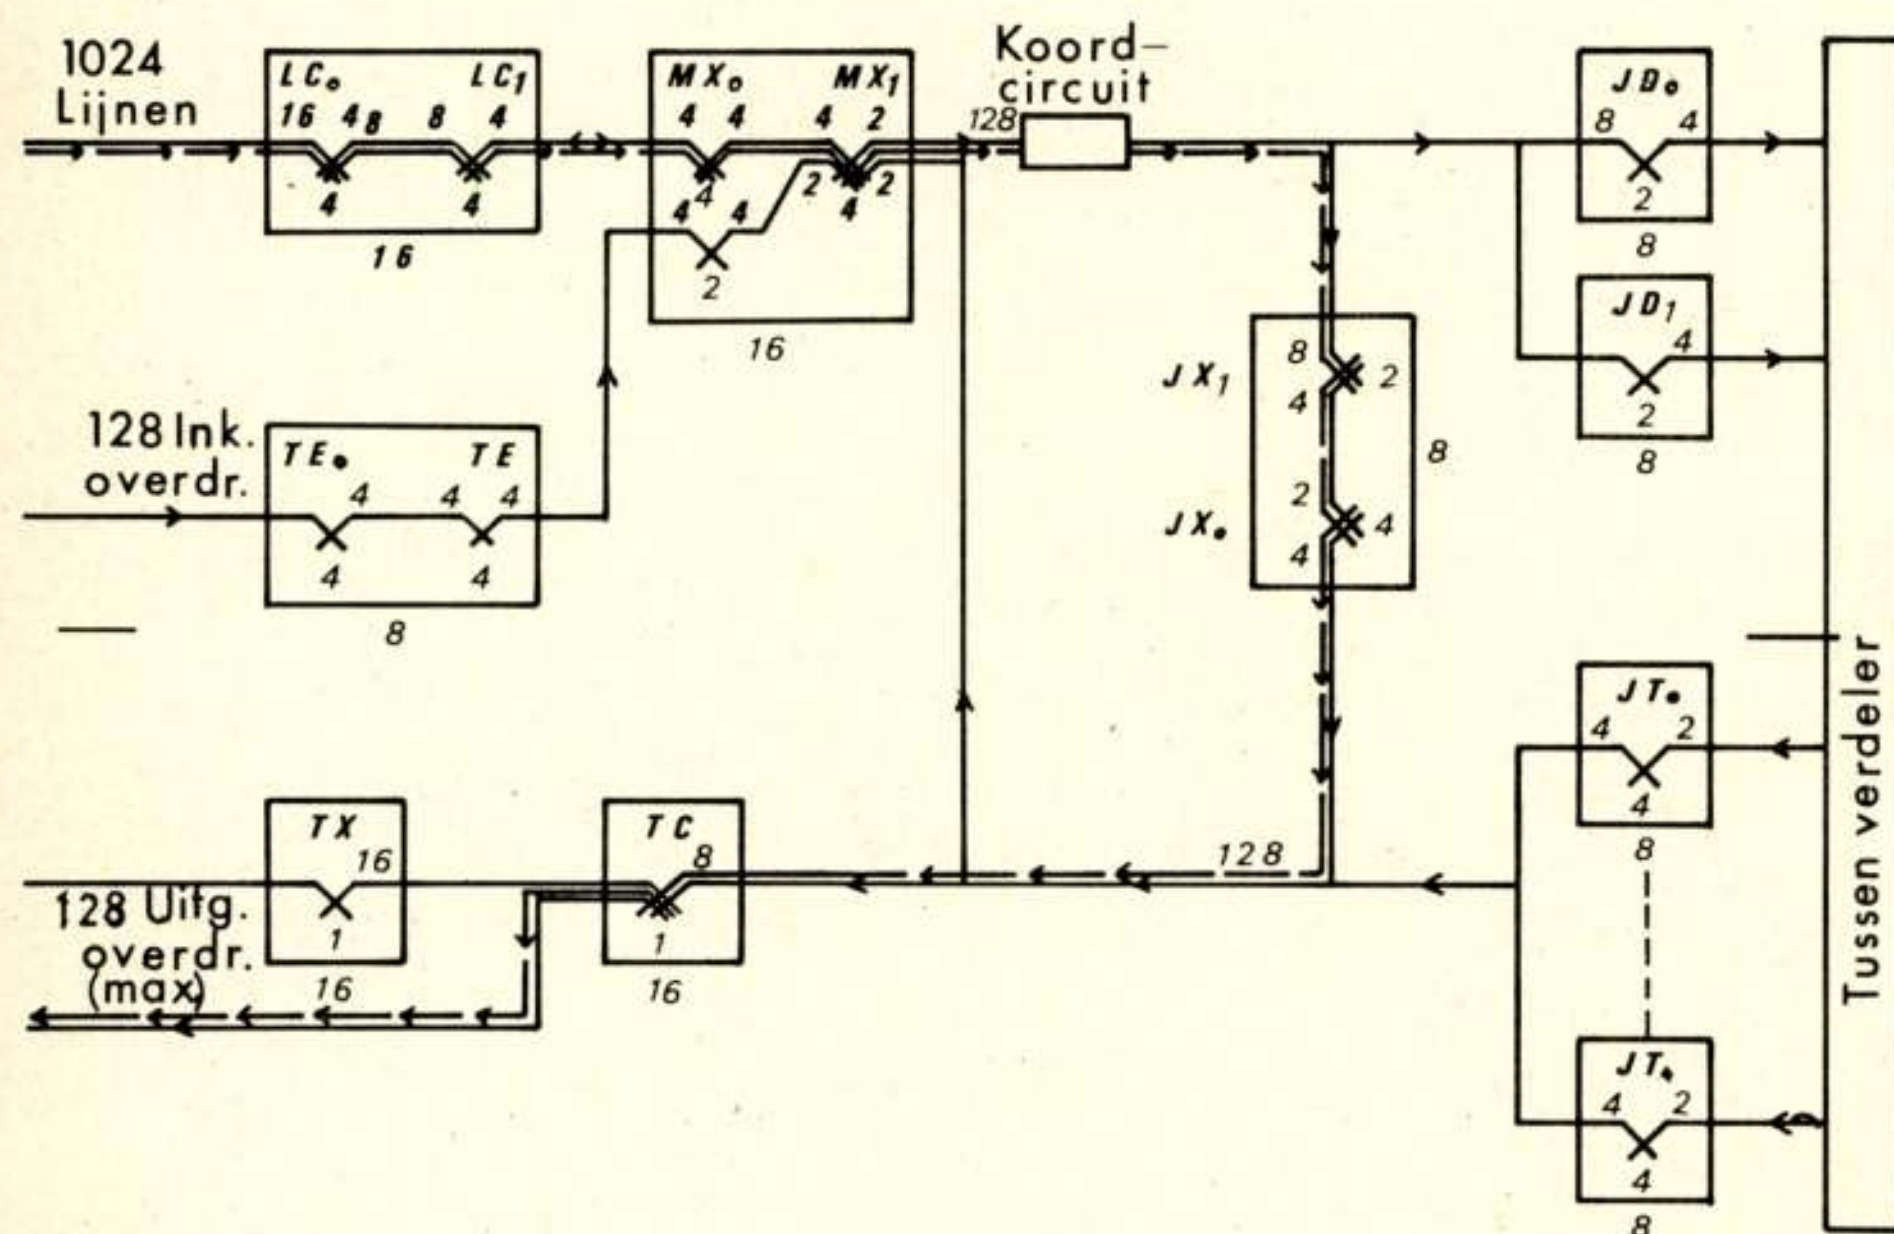 1024
Lijnen
LC₀ LC₁
16 4 8 8 4
4 4
16
MX₀ MX₁
4 4 4 2
4 2 2
4 4 4
2
16
Koord-
circuit
128
JD₀
8 4
2
8
JD₁
4
2
8
128 Ink.
overdr.
TE₀ TE
4 4 4
4 4
8
JX₁
8
2
4
JX₀
2
4
4
8
Tussen verdeler
JT₀
4 2
4
8
JT₄
4 2
4
8
128
TX
16
1
16
TC
8
1
16
128 Uitg.
overdr.
(max)